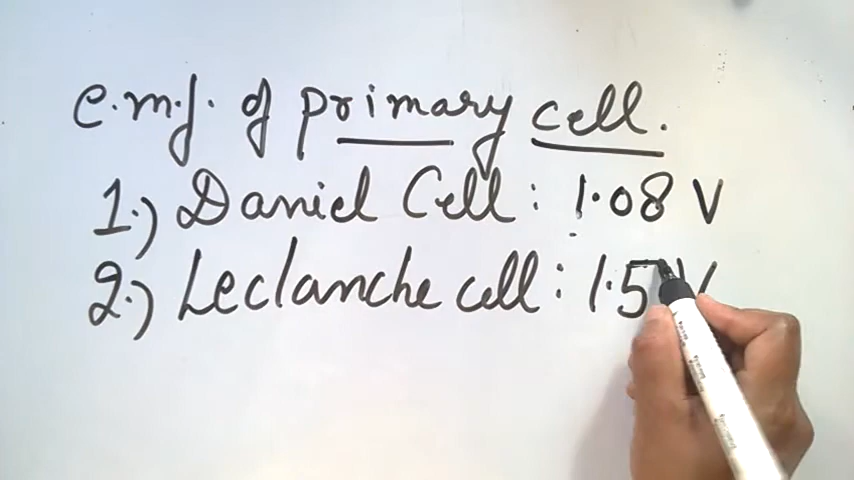 e.m.f. of primary cell.
1.) Daniel Cell : 1.08 V
2.) Leclanche cell : 1.5 V